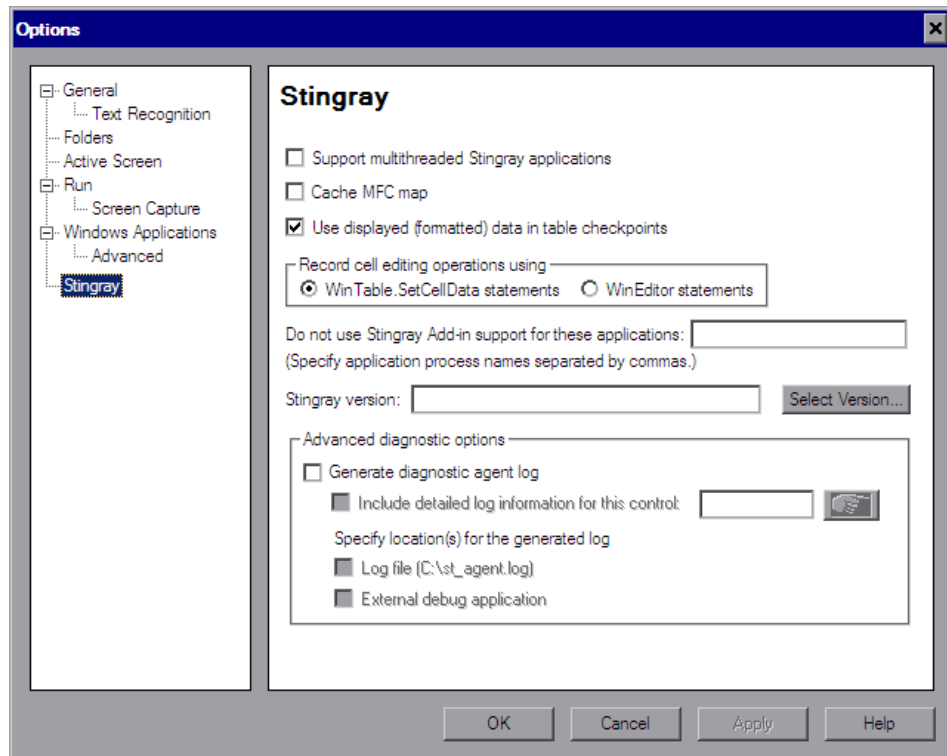 Options
General
Text Recognition
Folders
Active Screen
Run
Screen Capture
Windows Applications
Advanced
Stingray
Stingray
Support multithreaded Stingray applications
Cache MFC map
Use displayed (formatted) data in table checkpoints
Record cell editing operations using
WinTable.SetCellData statements WinEditor statements
Do not use Stingray Add-in support for these applications:
(Specify application process names separated by commas.)
Stingray version: Select Version...
Advanced diagnostic options
Generate diagnostic agent log
Include detailed log information for this control:
Specify location(s) for the generated log
Log file (C:\st_agent.log)
External debug application
OK Cancel Apply Help